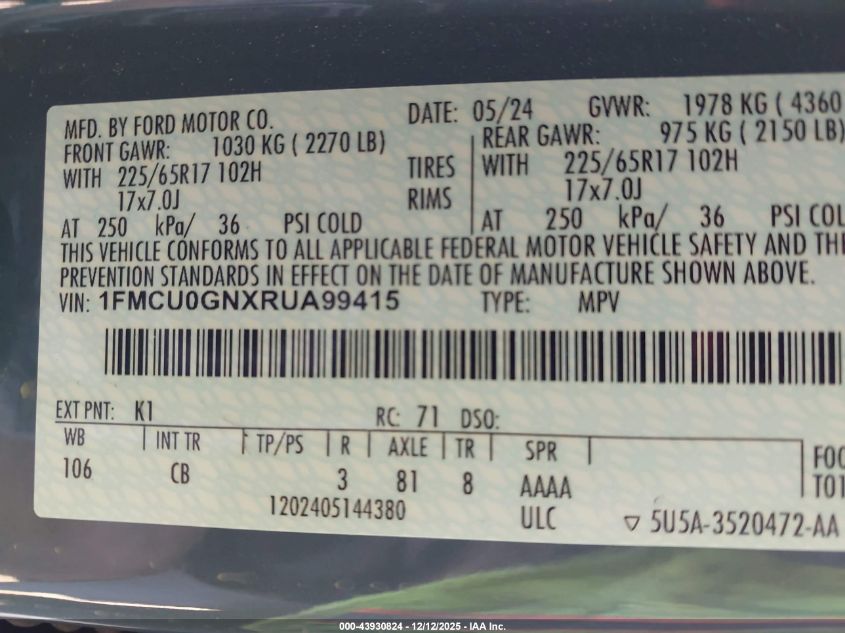 MFD. BY FORD MOTOR CO. DATE: 05/24 GVWR: 1978 KG ( 4360
FRONT GAWR: 1030 KG ( 2270 LB) REAR GAWR: 975 KG ( 2150 LB)
WITH 225/65R17 102H TIRES WITH 225/65R17 102H
17x7.0J RIMS 17x7.0J
AT 250 kPa/ 36 PSI COLD AT 250 kPa/ 36 PSI COL
THIS VEHICLE CONFORMS TO ALL APPLICABLE FEDERAL MOTOR VEHICLE SAFETY AND THE
PREVENTION STANDARDS IN EFFECT ON THE DATE OF MANUFACTURE SHOWN ABOVE.
VIN: 1FMCU0GNXRUA99415 TYPE: MPV
EXT PNT: K1 RC: 71 DSO:
WB INT TR TP/PS R AXLE TR SPR
106 CB 3 81 8 AAAA
FOC
TOT
1202405144380 ULC ▽ 5U5A-3520472-AA
000-43930824 - 12/12/2025 - IAA Inc.